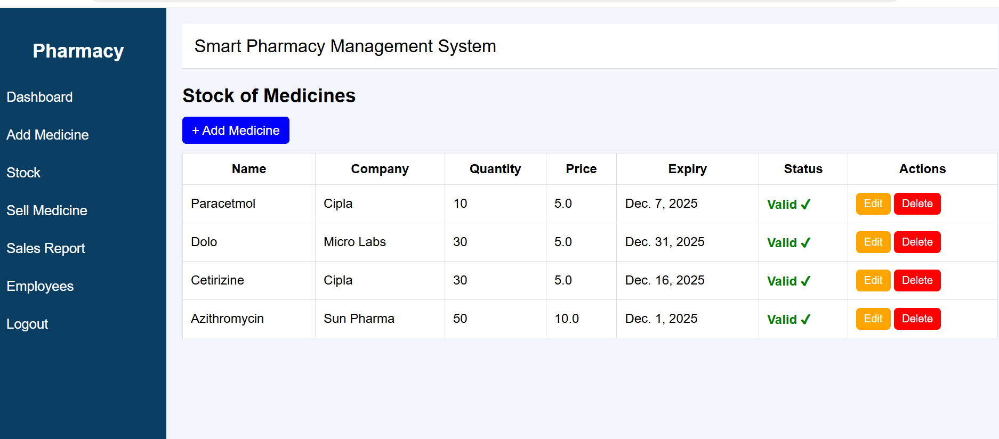 Pharmacy
Dashboard
Add Medicine
Stock
Sell Medicine
Sales Report
Employees
Logout
Smart Pharmacy Management System
Stock of Medicines
+ Add Medicine
Name Company Quantity Price Expiry Status Actions
Paracetmol Cipla 10 5.0 Dec. 7, 2025 Valid ✔ Edit Delete
Dolo Micro Labs 30 5.0 Dec. 31, 2025 Valid ✔ Edit Delete
Cetirizine Cipla 30 5.0 Dec. 16, 2025 Valid ✔ Edit Delete
Azithromycin Sun Pharma 50 10.0 Dec. 1, 2025 Valid ✔ Edit Delete